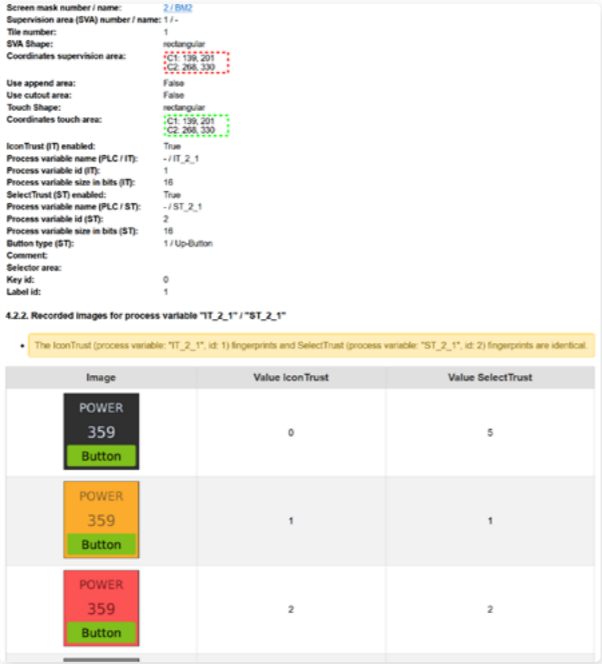 Screen mask number / name: 2 / BM2
Supervision area (SVA) number / name: 1 / -
Tile number: 1
SVA Shape: rectangular
Coordinates supervision area: C1: 139, 201
C2: 268, 330
Use append area: False
Use cutout area: False
Touch Shape: rectangular
Coordinates touch area: C1: 139, 201
C2: 268, 330
IconTrust (IT) enabled: True
Process variable name (PLC / IT): - / IT_2_1
Process variable id (IT): 1
Process variable size in bits (IT): 16
SelectTrust (ST) enabled: True
Process variable name (PLC / ST): - / ST_2_1
Process variable id (ST): 2
Process variable size in bits (ST): 16
Button type (ST): 1 / Up-Button
Comment:
Selector area:
Key id: 0
Label id: 1
4.2.2. Recorded images for process variable "IT_2_1" / "ST_2_1"
• The IconTrust (process variable: "IT_2_1", id: 1) fingerprints and SelectTrust (process variable: "ST_2_1", id: 2) fingerprints are identical.
Image Value IconTrust Value SelectTrust
POWER
359 0 5
Button
POWER
359 1 1
Button
POWER
359 2 2
Button